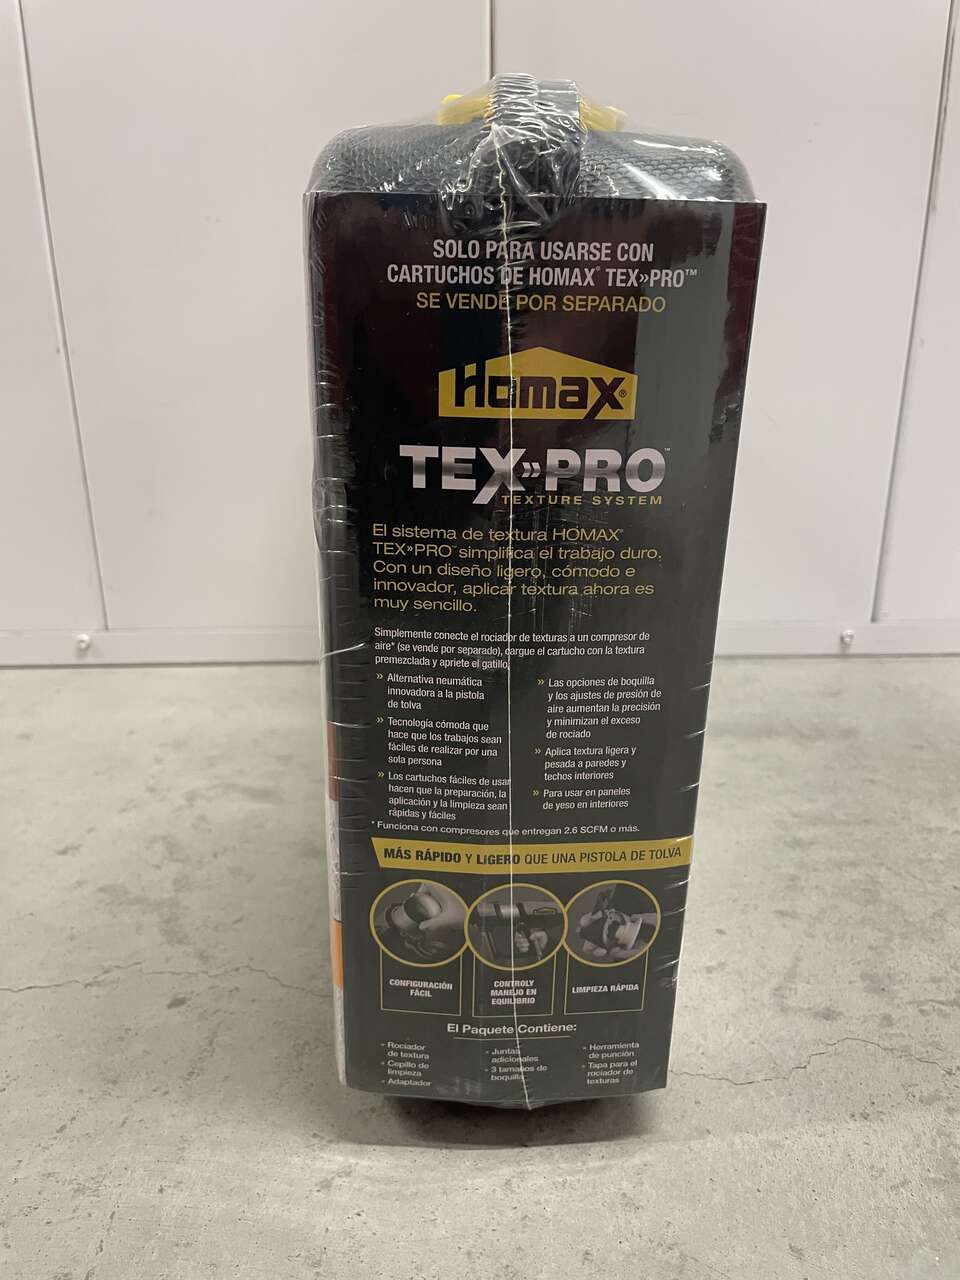 SOLO PARA USARSE CON
CARTUCHOS DE HOMAX® TEX»PRO™
SE VENDE POR SEPARADO
Homax®
TEX»PRO™
TEXTURE SYSTEM
El sistema de textura HOMAX®
TEX»PRO™ simplifica el trabajo duro.
Con un diseño ligero, cómodo e
innovador, aplicar textura ahora es
muy sencillo.
Simplemente conecte el rociador de texturas a un compresor de
aire* (se vende por separado), cargue el cartucho con la textura
premezclada y apriete el gatillo.
» Alternativa neumática
innovadora a la pistola
de tolva
» Tecnología cómoda que
hace que los trabajos sean
fáciles de realizar por una
sola persona
» Los cartuchos fáciles de usar
hacen que la preparación, la
aplicación y la limpieza sean
rápidas y fáciles
» Las opciones de boquilla
y los ajustes de presión de
aire aumentan la precisión
y minimizan el exceso
de rociado
» Aplica textura ligera y
pesada a paredes y
techos interiores
» Para usar en paneles
de yeso en interiores
* Funciona con compresores que entregan 2.6 SCFM o más.
MÁS RÁPIDO Y LIGERO QUE UNA PISTOLA DE TOLVA
CONFIGURACIÓN
FÁCIL
CONTROLY
MANEJO EN
EQUILIBRIO
LIMPIEZA RÁPIDA
El Paquete Contiene:
- Rociador
de textura
- Cepillo de
limpieza
- Adaptador
- Juntas
adicionales
- 3 tamaños de
boquilla
- Herramienta
de punción
- Tapa para el
rociador de
texturas